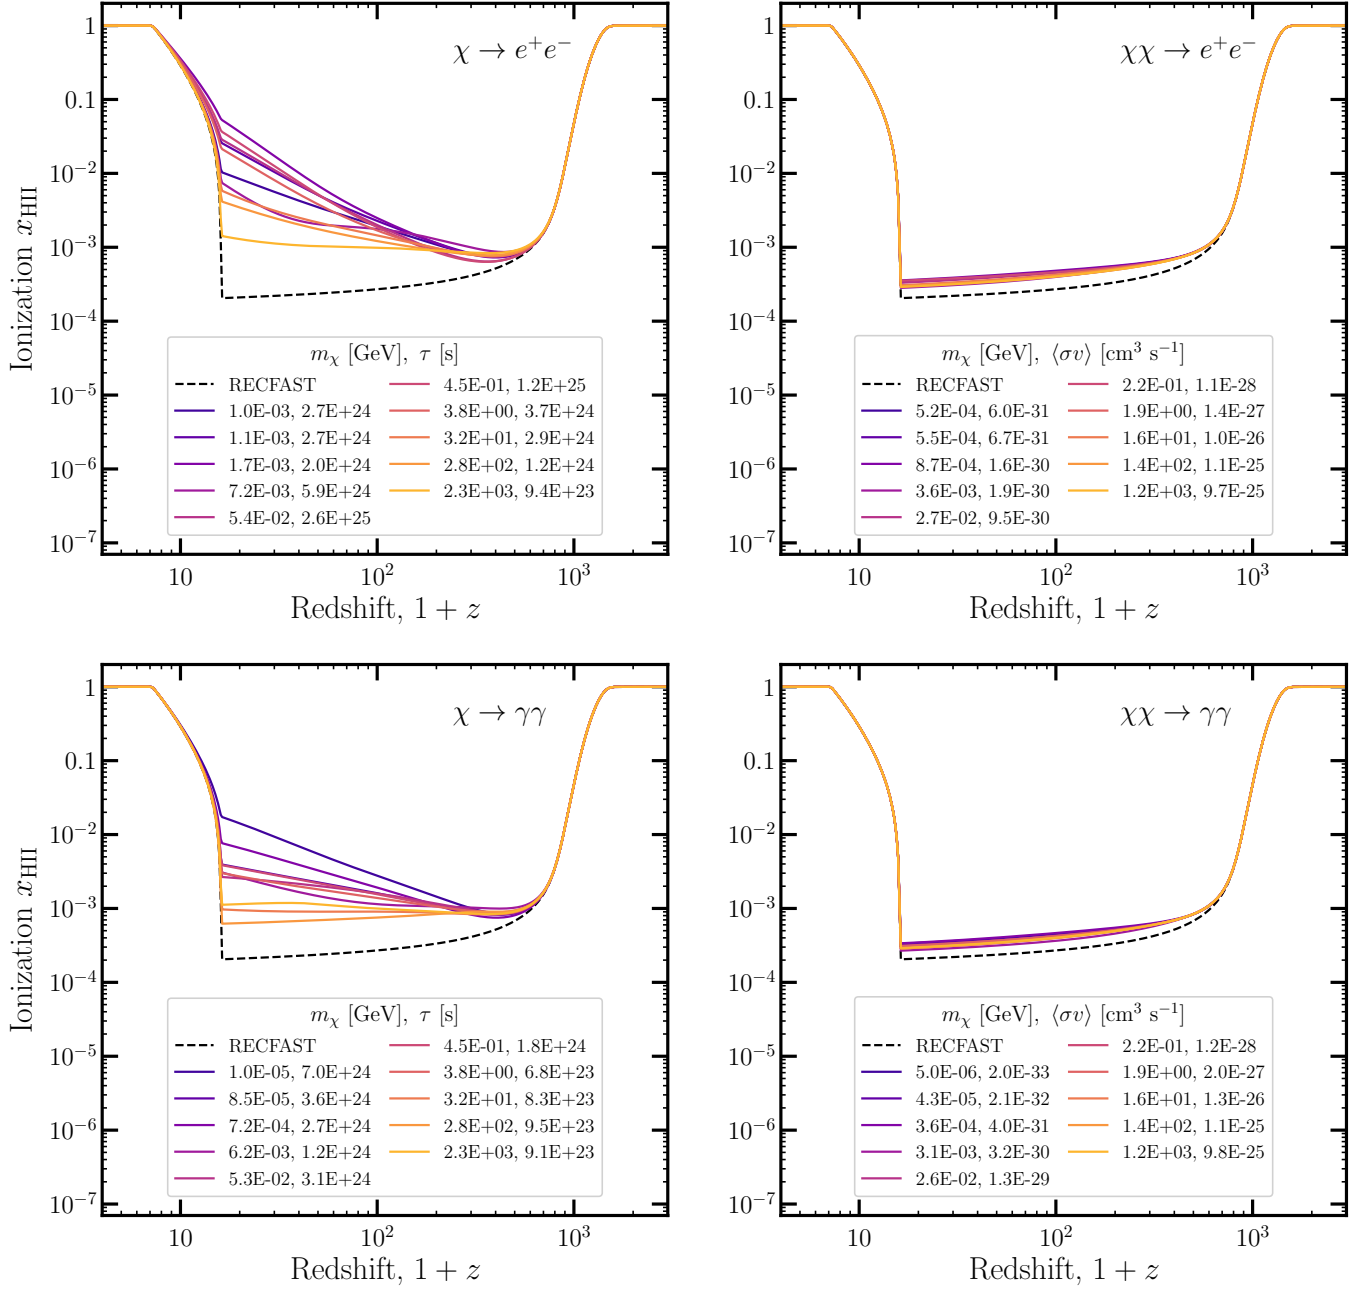 χ → e⁺e⁻
1
0.1
10⁻²
10⁻³
10⁻⁴
10⁻⁵
10⁻⁶
10⁻⁷
Ionization x_HII
m_χ [GeV], τ [s]
RECFAST
1.0E-03, 2.7E+24
1.1E-03, 2.7E+24
1.7E-03, 2.0E+24
7.2E-03, 5.9E+24
5.4E-02, 2.6E+25
4.5E-01, 1.2E+25
3.8E+00, 3.7E+24
3.2E+01, 2.9E+24
2.8E+02, 1.2E+24
2.3E+03, 9.4E+23
10 10² 10³
Redshift, 1 + z
χχ → e⁺e⁻
1
0.1
10⁻²
10⁻³
10⁻⁴
10⁻⁵
10⁻⁶
10⁻⁷
m_χ [GeV], ⟨σv⟩ [cm³ s⁻¹]
RECFAST
5.2E-04, 6.0E-31
5.5E-04, 6.7E-31
8.7E-04, 1.6E-30
3.6E-03, 1.9E-30
2.7E-02, 9.5E-30
2.2E-01, 1.1E-28
1.9E+00, 1.4E-27
1.6E+01, 1.0E-26
1.4E+02, 1.1E-25
1.2E+03, 9.7E-25
10 10² 10³
Redshift, 1 + z
χ → γγ
1
0.1
10⁻²
10⁻³
10⁻⁴
10⁻⁵
10⁻⁶
10⁻⁷
Ionization x_HII
m_χ [GeV], τ [s]
RECFAST
1.0E-05, 7.0E+24
8.5E-05, 3.6E+24
7.2E-04, 2.7E+24
6.2E-03, 1.2E+24
5.3E-02, 3.1E+24
4.5E-01, 1.8E+24
3.8E+00, 6.8E+23
3.2E+01, 8.3E+23
2.8E+02, 9.5E+23
2.3E+03, 9.1E+23
10 10² 10³
Redshift, 1 + z
χχ → γγ
1
0.1
10⁻²
10⁻³
10⁻⁴
10⁻⁵
10⁻⁶
10⁻⁷
m_χ [GeV], ⟨σv⟩ [cm³ s⁻¹]
RECFAST
5.0E-06, 2.0E-33
4.3E-05, 2.1E-32
3.6E-04, 4.0E-31
3.1E-03, 3.2E-30
2.6E-02, 1.3E-29
2.2E-01, 1.2E-28
1.9E+00, 2.0E-27
1.6E+01, 1.3E-26
1.4E+02, 1.1E-25
1.2E+03, 9.8E-25
10 10² 10³
Redshift, 1 + z